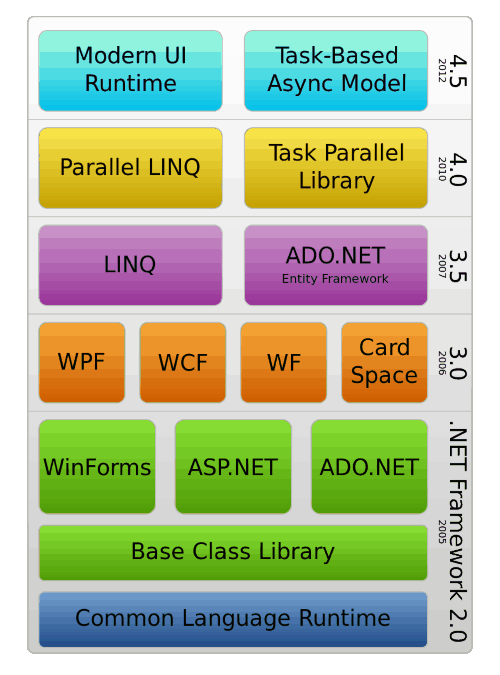 Modern UI
Runtime
Task-Based
Async Model
4.5
2012
Parallel LINQ
Task Parallel
Library
4.0
2010
LINQ
ADO.NET
Entity Framework
3.5
2007
WPF
WCF
WF
Card
Space
3.0
2006
WinForms
ASP.NET
ADO.NET
Base Class Library
Common Language Runtime
.NET Framework 2.0
2005